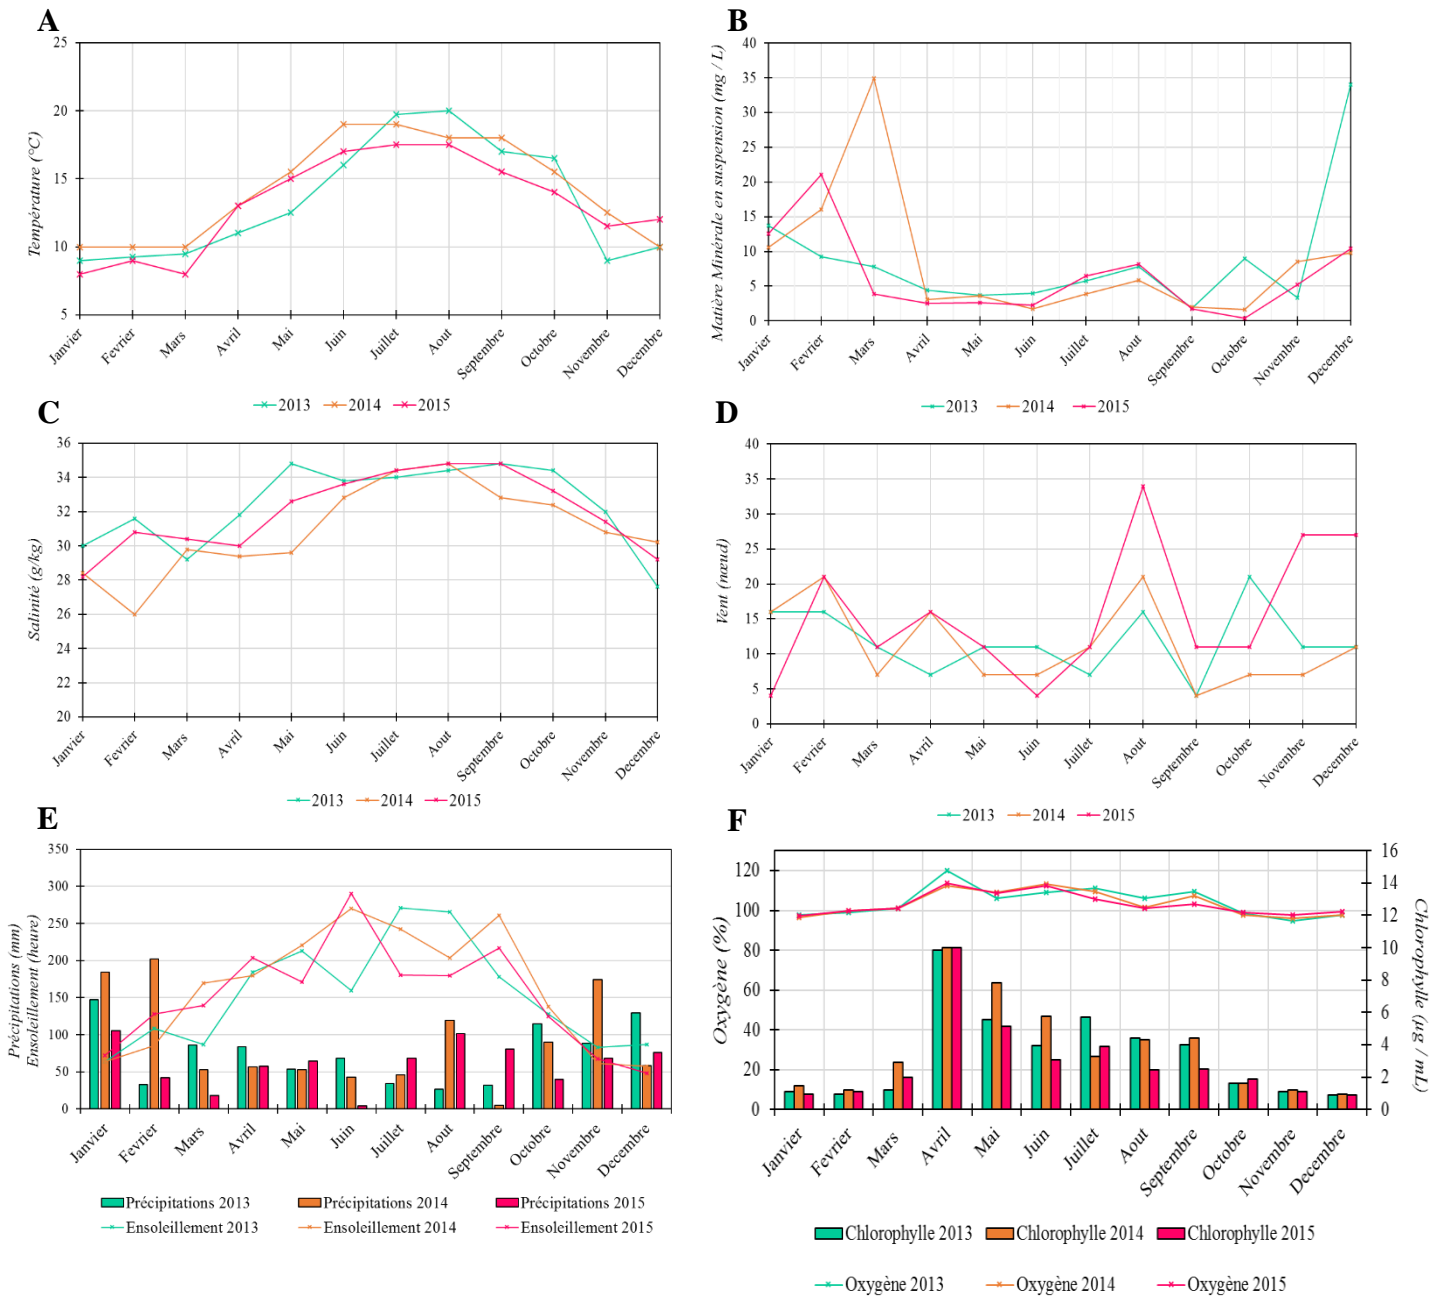 A
Température (°C)
25
20
15
10
5
Janvier Fevrier Mars Avril Mai Juin Juillet Aout Septembre Octobre Novembre Decembre
2013 2014 2015
B
Matière Minérale en suspension (mg / L)
40
35
30
25
20
15
10
5
0
Janvier Fevrier Mars Avril Mai Juin Juillet Aout Septembre Octobre Novembre Decembre
2013 2014 2015
C
Salinité (g/kg)
36
34
32
30
28
26
24
22
20
Janvier Fevrier Mars Avril Mai Juin Juillet Aout Septembre Octobre Novembre Decembre
2013 2014 2015
D
Vent (nœud)
40
35
30
25
20
15
10
5
0
Janvier Fevrier Mars Avril Mai Juin Juillet Aout Septembre Octobre Novembre Decembre
2013 2014 2015
E
Précipitations (mm)
Ensoleillement (heure)
350
300
250
200
150
100
50
0
Janvier Fevrier Mars Avril Mai Juin Juillet Aout Septembre Octobre Novembre Decembre
Précipitations 2013 Précipitations 2014 Précipitations 2015
Ensoleillement 2013 Ensoleillement 2014 Ensoleillement 2015
F
Oxygène (%)
120
100
80
60
40
20
0
16
14
12
10
8
6
4
2
0
Chlorophylle (µg / mL)
Janvier Fevrier Mars Avril Mai Juin Juillet Aout Septembre Octobre Novembre Decembre
Chlorophylle 2013 Chlorophylle 2014 Chlorophylle 2015
Oxygène 2013 Oxygène 2014 Oxygène 2015